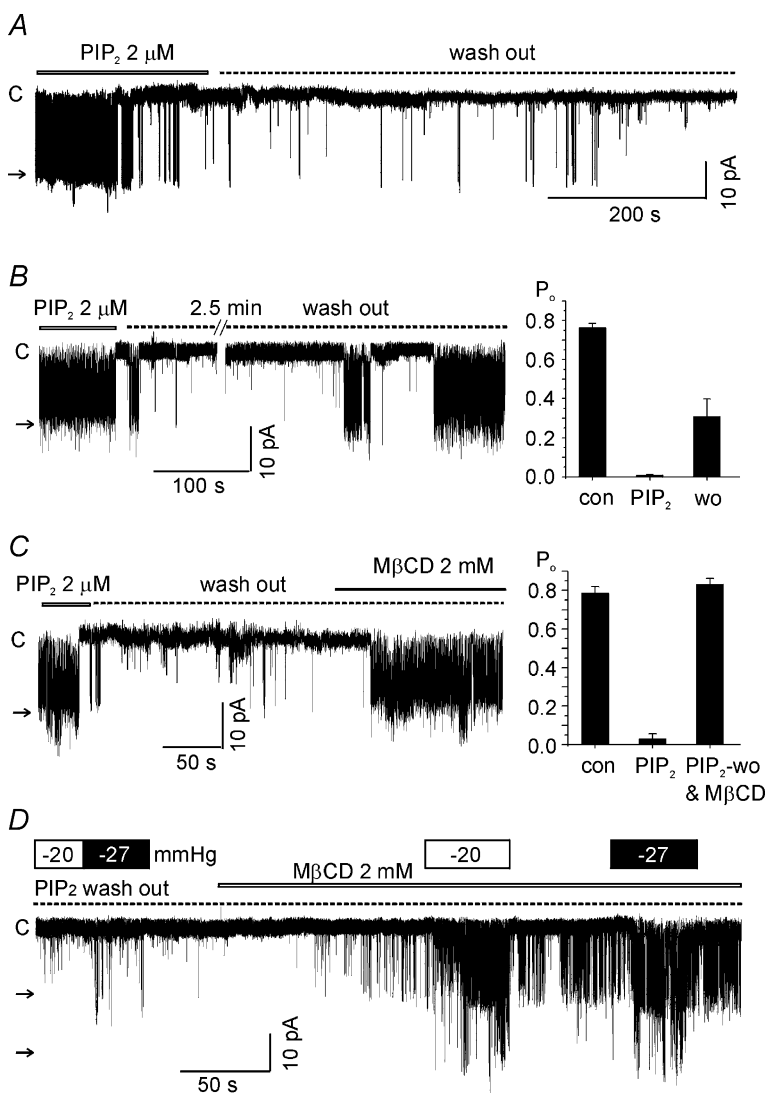 A
PIP₂ 2 μM wash out
C
→
10 pA
200 s
B
PIP₂ 2 μM 2.5 min wash out
C
→
10 pA
100 s
Pₒ
0.8
0.6
0.4
0.2
0.0
con PIP₂ wo
C
PIP₂ 2 μM wash out MβCD 2 mM
C
→
10 pA
50 s
Pₒ
0.8
0.6
0.4
0.2
0.0
con PIP₂ PIP₂-wo
& MβCD
D
-20 -27 mmHg -20 -27
MβCD 2 mM
PIP2 wash out
C
→
→
10 pA
50 s